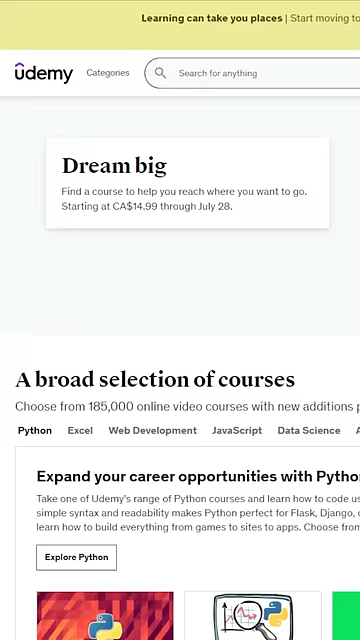 Learning can take you places | Start moving to
udemy
Categories
Search for anything
Dream big
Find a course to help you reach where you want to go.
Starting at CA$14.99 through July 28.
A broad selection of courses
Choose from 185,000 online video courses with new additions p
Python Excel Web Development JavaScript Data Science A
Expand your career opportunities with Pytho
Take one of Udemy's range of Python courses and learn how to code us
simple syntax and readability makes Python perfect for Flask, Django,
learn how to build everything from games to sites to apps. Choose from
Explore Python